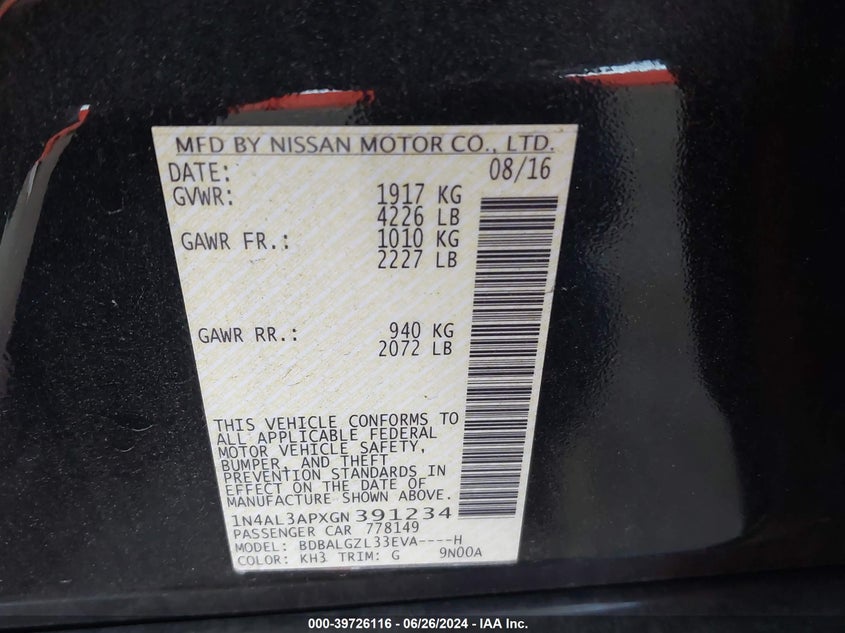 MFD BY NISSAN MOTOR CO., LTD.
DATE: 08/16
GVWR: 1917 KG
4226 LB
GAWR FR.: 1010 KG
2227 LB
GAWR RR.: 940 KG
2072 LB
THIS VEHICLE CONFORMS TO
ALL APPLICABLE FEDERAL
MOTOR VEHICLE SAFETY,
BUMPER, AND THEFT
PREVENTION STANDARDS IN
EFFECT ON THE DATE OF
MANUFACTURE SHOWN ABOVE.
1N4AL3APXGN391234
PASSENGER CAR 778149
MODEL: BDBALGZL33EVA----H
COLOR: KH3 TRIM: G 9N00A
000-39726116 - 06/26/2024 - IAA Inc.